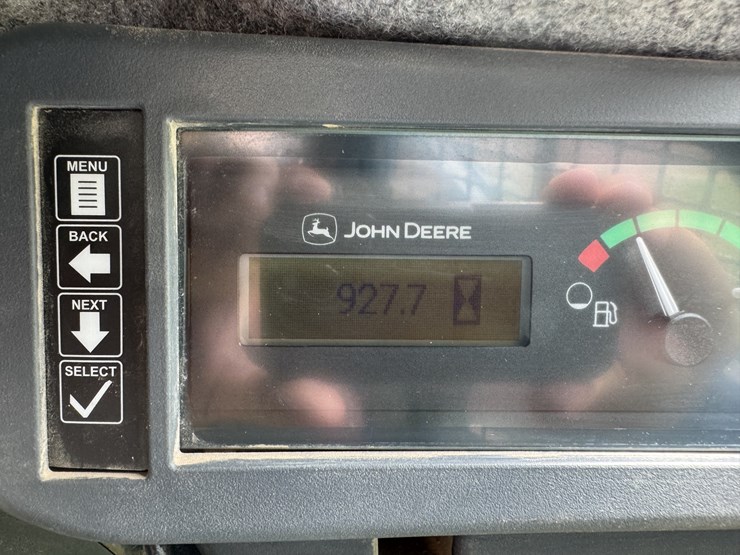 MENU
BACK
NEXT
SELECT
JOHN DEERE
927.7